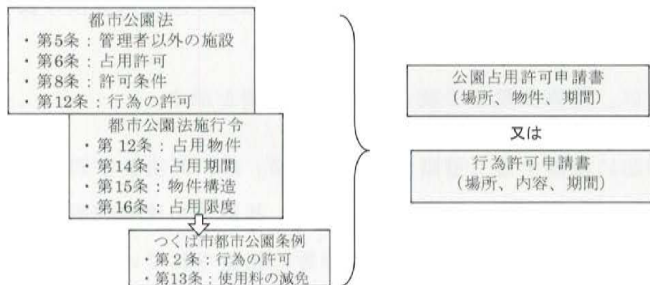 都市公園法
・第5条：管理者以外の施設
・第6条：占用許可
・第8条：許可条件
・第12条：行為の許可
都市公園法施行令
・第 12条：占用物件
・第14条：占用期間
・第15条：物件構造
・第16条：占用限度
つくば市都市公園条例
・第２条：行為の許可
・第13条：使用料の減免
公園占用許可申請書
（場所、物件、期間）
又は
行為許可申請書
（場所、内容、期間）